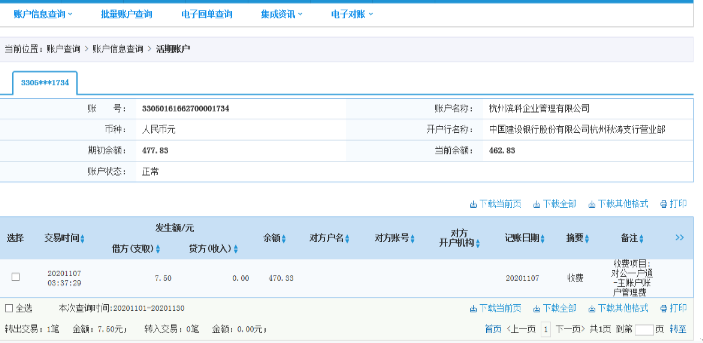 账户信息查询 批量账户查询 电子回单查询 集成资讯 电子对账
当前位置：账户查询 > 账户信息查询 > 活期账户
3305***1734
账 号： 33050161662700001734 账户名称： 杭州滨科企业管理有限公司
币种： 人民币元 开户行名称： 中国建设银行股份有限公司杭州秋涛支行营业部
期初余额： 477.83 当前余额： 462.83
账户状态： 正常
下载当前页 下载全部 下载其他格式 打印
选择 交易时间 发生额/元 余额 对方户名 对方账号 对方 记账日期 摘要 备注 >>
借方(支取) 贷方(收入) 开户机构
20201107
03:37:29
7.50 0.00 470.33 20201107 收费
收费项目:
对公一户通
-主账户账
户管理费
全选 本次查询时间:20201101-20201130 下载当前页 下载全部 下载其他格式 打印
转出交易：1笔 金额：7.50元； 转入交易：0笔 金额：0.00元； 首页 <上一页 1 下一页> 共1页 到第 页 转至